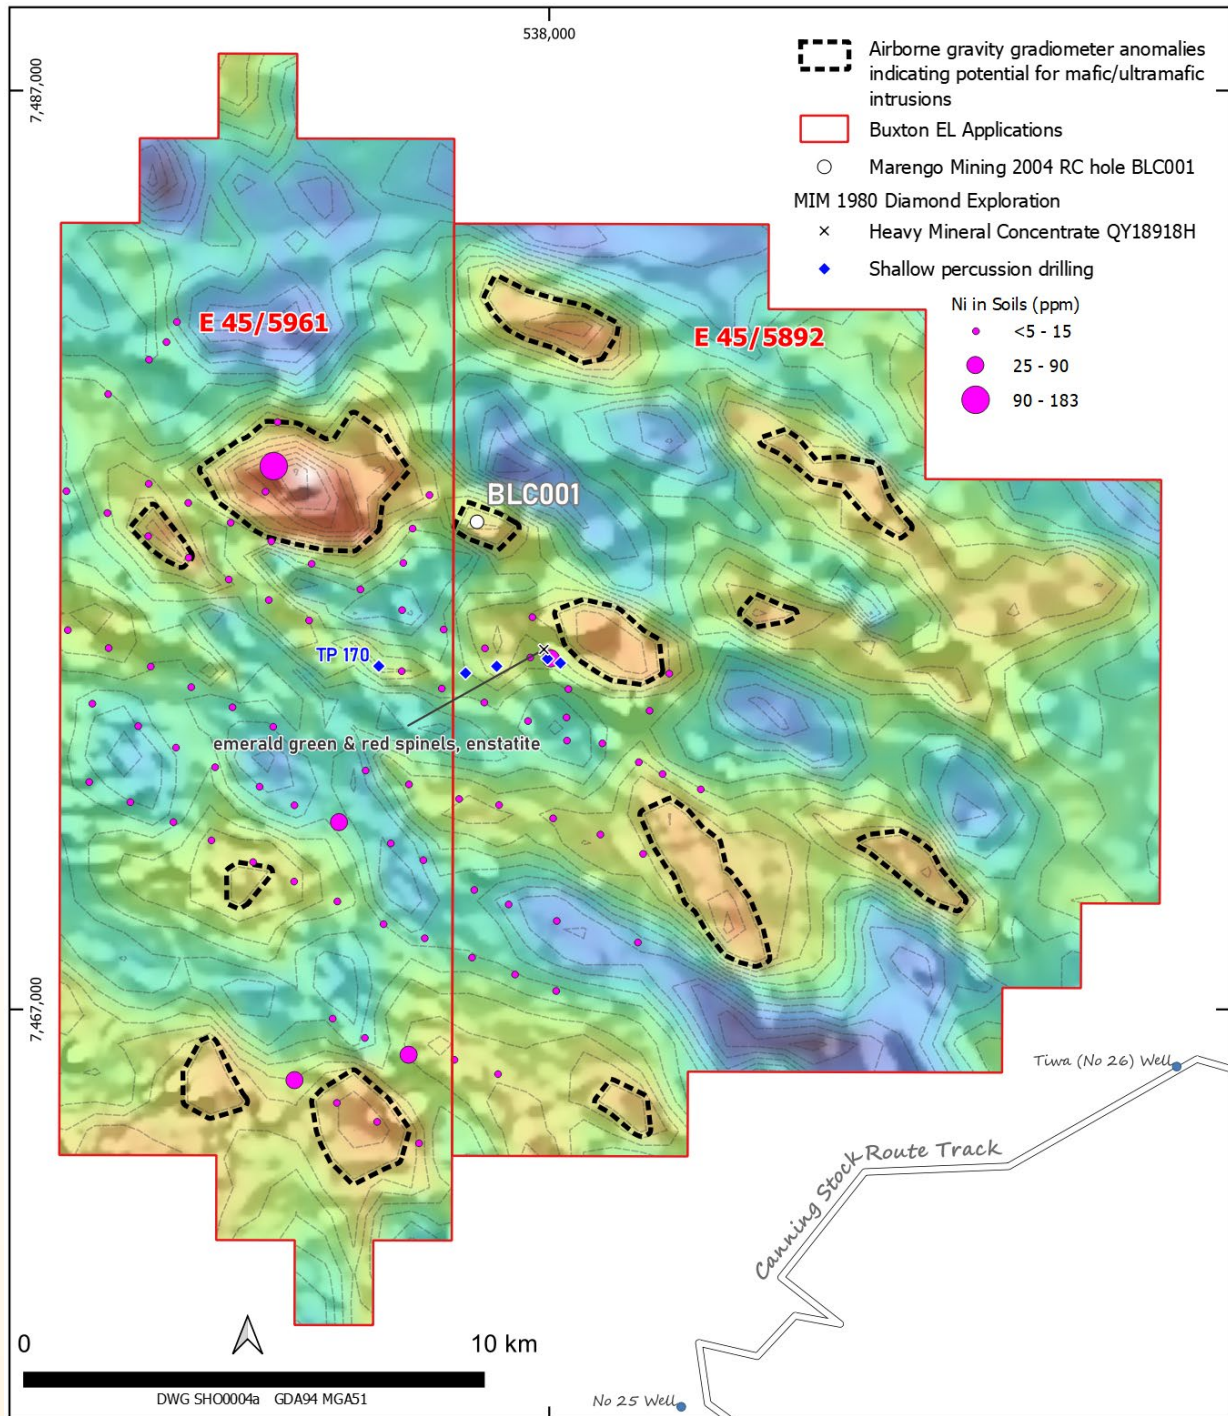 538,000
7,487,000
Airborne gravity gradiometer anomalies
indicating potential for mafic/ultramafic
intrusions
Buxton EL Applications
Marengo Mining 2004 RC hole BLC001
MIM 1980 Diamond Exploration
Heavy Mineral Concentrate QY18918H
Shallow percussion drilling
Ni in Soils (ppm)
<5 - 15
25 - 90
90 - 183
E 45/5961
E 45/5892
BLC001
TP 170
emerald green & red spinels, enstatite
7,467,000
Tiwa (No 26) Well
Canning Stock Route Track
No 25 Well
0
10 km
DWG SHO0004a GDA94 MGA51